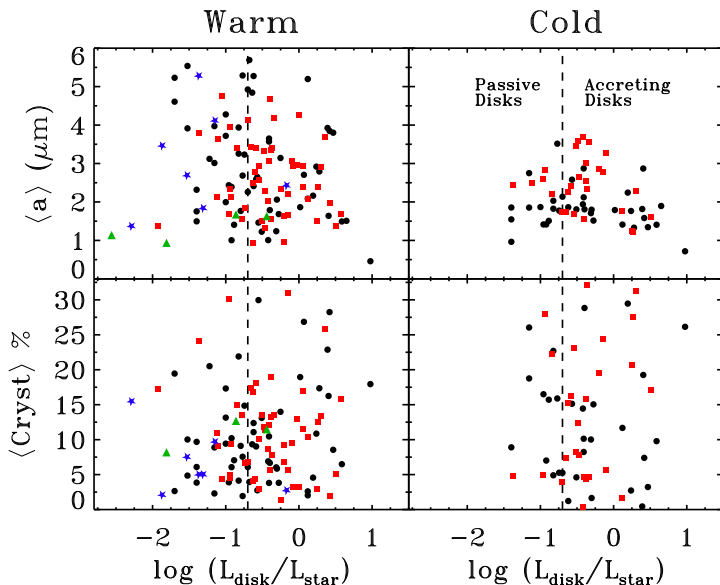 Warm Cold
6
5
4
3
2
1
0
⟨a⟩ (μm)
Passive Disks
Accreting Disks
30
25
20
15
10
5
0
⟨Cryst⟩ %
−2 −1 0 1
−2 −1 0 1
log (L_disk/L_star) log (L_disk/L_star)